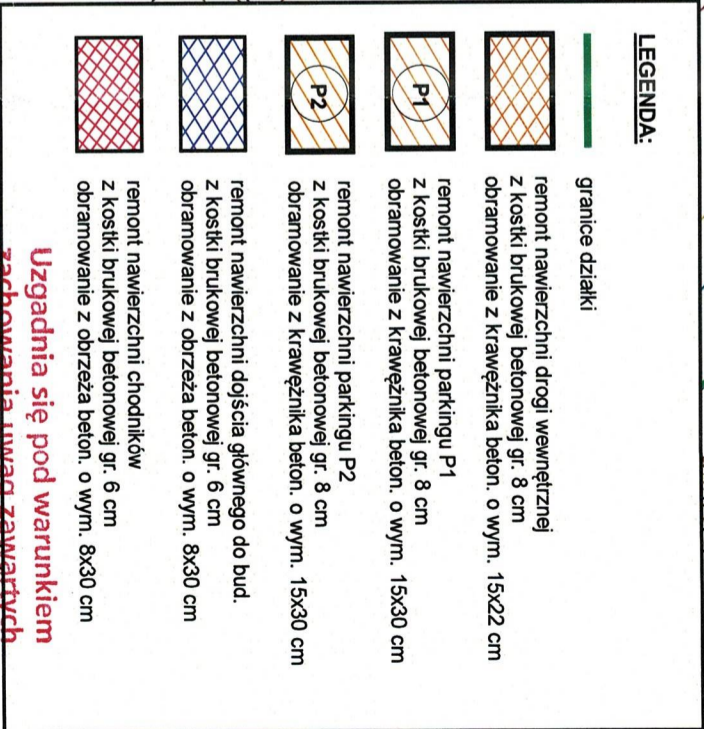 LEGENDA:
granice działki
remont nawierzchni drogi wewnętrznej
z kostki brukowej betonowej gr. 8 cm
obramowanie z krawężnika beton. o wym. 15x22 cm
P1
remont nawierzchni parkingu P1
z kostki brukowej betonowej gr. 8 cm
obramowanie z krawężnika beton. o wym. 15x30 cm
P2
remont nawierzchni parkingu P2
z kostki brukowej betonowej gr. 8 cm
obramowanie z krawężnika beton. o wym. 15x30 cm
remont nawierzchni dojścia głównego do bud.
z kostki brukowej betonowej gr. 6 cm
obramowanie z obrzeża beton. o wym. 8x30 cm
remont nawierzchni chodników
z kostki brukowej betonowej gr. 6 cm
obramowanie z obrzeża beton. o wym. 8x30 cm
Uzgadnia się pod warunkiem
zachowania uwag zawartych